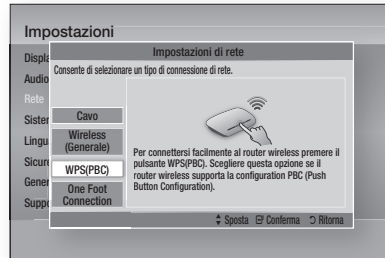 Impostazioni
Impostazioni di rete
Consente di selezionare un tipo di connessione di rete.
Displa
Audio
Rete
Sister
Lingu
Sicure
Gener
Suppo
Cavo
Wireless
(Generale)
WPS(PBC)
One Foot
Connection
Per connettersi facilmente al router wireless premere il
pulsante WPS(PBC). Scegliere questa opzione se il
router wireless supporta la configuration PBC (Push
Button Configuration).
Sposta Conferma Ritorna